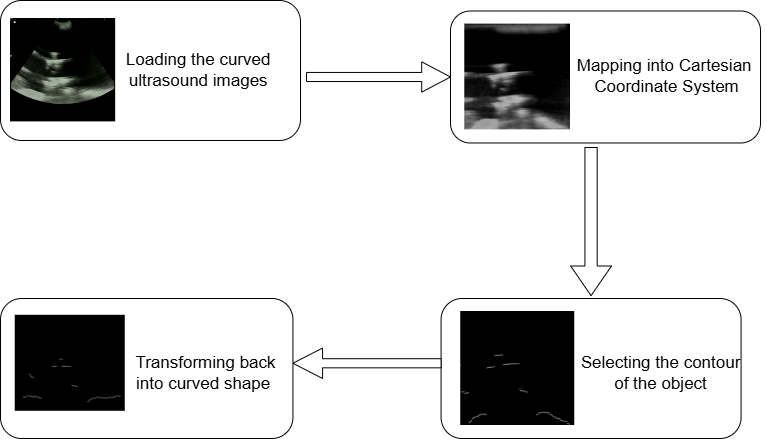 Loading the curved
ultrasound images
Mapping into Cartesian
Coordinate System
Selecting the contour
of the object
Transforming back
into curved shape